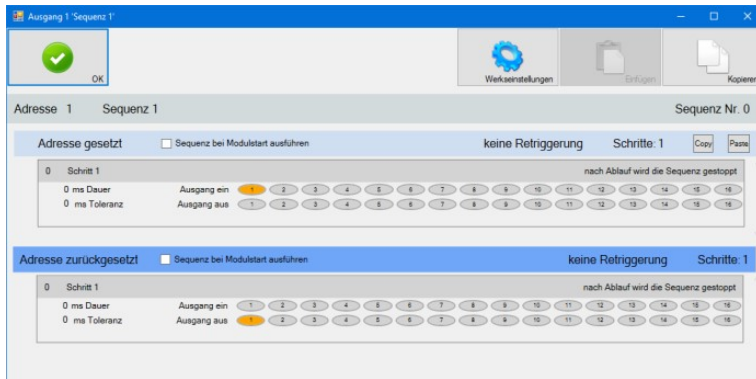 Ausgang 1 'Sequenz 1'
OK
Werkseinstellungen
Einfügen
Kopieren
Adresse 1 Sequenz 1 Sequenz Nr. 0
Adresse gesetzt Sequenz bei Modulstart ausführen keine Retriggerung Schritte: 1 Copy Paste
0 Schritt 1 nach Ablauf wird die Sequenz gestoppt
0 ms Dauer Ausgang ein 1 2 3 4 5 6 7 8 9 10 11 12 13 14 15 16
0 ms Toleranz Ausgang aus 1 2 3 4 5 6 7 8 9 10 11 12 13 14 15 16
Adresse zurückgesetzt Sequenz bei Modulstart ausführen keine Retriggerung Schritte: 1
0 Schritt 1 nach Ablauf wird die Sequenz gestoppt
0 ms Dauer Ausgang ein 1 2 3 4 5 6 7 8 9 10 11 12 13 14 15 16
0 ms Toleranz Ausgang aus 1 2 3 4 5 6 7 8 9 10 11 12 13 14 15 16